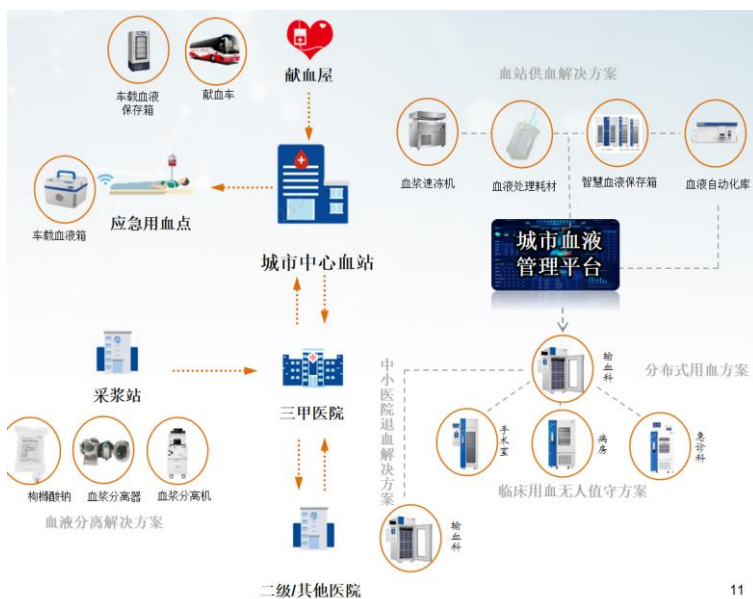 献血屋
车载血液
保存箱
献血车
血站供血解决方案
血浆速冻机
血液处理耗材
智慧血液保存箱
血液自动化库
车载血液箱
应急用血点
城市中心血站
城市血液
管理平台
采浆站
三甲医院
中小医院退血解决方案
输血科
分布式用血方案
手术室
病房
急诊科
枸橼酸钠
血浆分离器
血浆分离机
血液分离解决方案
临床用血无人值守方案
输血科
二级/其他医院
11